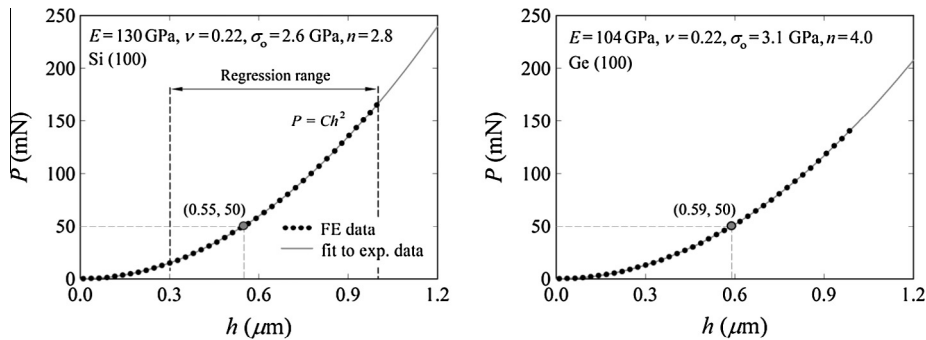 250
200
150
100
50
0
P (mN)
E = 130 GPa, ν = 0.22, σₒ = 2.6 GPa, n = 2.8
Si (100)
Regression range
P = Ch²
(0.55, 50)
FE data
fit to exp. data
0.0 0.3 0.6 0.9 1.2
h (μm)
250
200
150
100
50
0
P (mN)
E = 104 GPa, ν = 0.22, σₒ = 3.1 GPa, n = 4.0
Ge (100)
(0.59, 50)
0.0 0.3 0.6 0.9 1.2
h (μm)